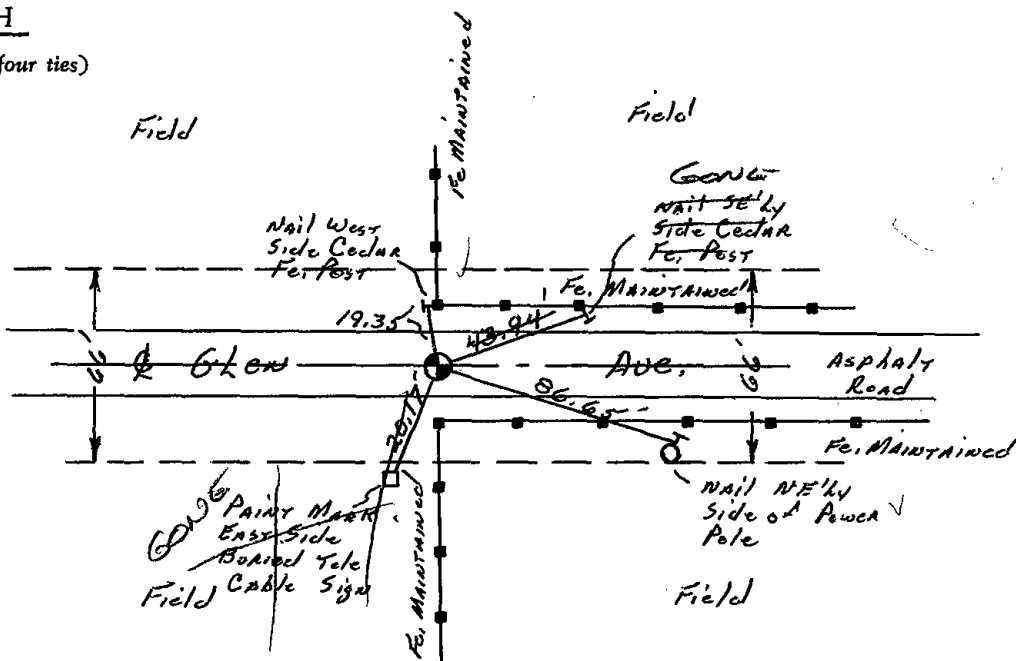 H
four ties)
Field
Fe MAINTAINED
Field
GONE
Nail SE'ly
Side Cedar
Fe. Post
Nail West
Side Cedar
Fe. Post
Fe. MAINTAINED
19.35'
43.94'
66'
℄ GLen Ave.
66'
Asphalt
Road
86.65'
20.17'
Fe. MAINTAINED
Nail NE'ly
Side of Power
Pole
GONE
Paint Mark
East Side
Buried Tele
Cable Sign
Field
Fe. MAINTAINED
Field